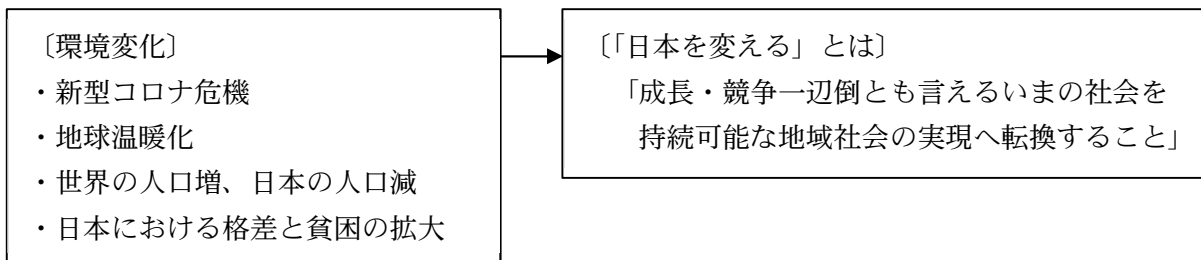 〔環境変化〕
・新型コロナ危機
・地球温暖化
・世界の人口増、日本の人口減
・日本における格差と貧困の拡大
〔「日本を変える」とは〕
「成長・競争一辺倒とも言えるいまの社会を
持続可能な地域社会の実現へ転換すること」